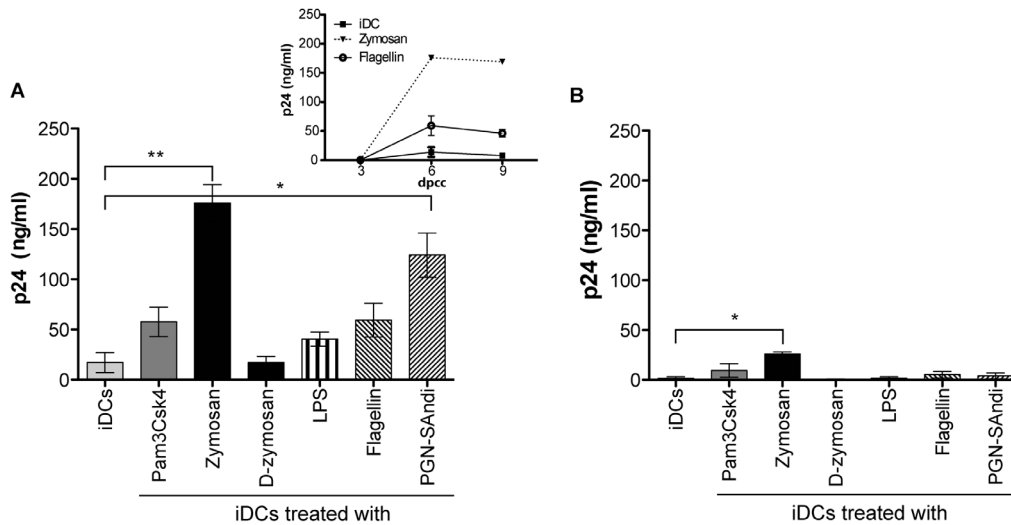 iDC
Zymosan
Flagellin
p24 (ng/ml)
250
200
150
100
50
0
3
6
9
dpcc
A
p24 (ng/ml)
250
200
150
100
50
0
**
*
iDCs
Pam3Csk4
Zymosan
D-zymosan
LPS
Flagellin
PGN-SAndi
iDCs treated with
B
p24 (ng/ml)
250
200
150
100
50
0
*
iDCs
Pam3Csk4
Zymosan
D-zymosan
LPS
Flagellin
PGN-SAndi
iDCs treated with